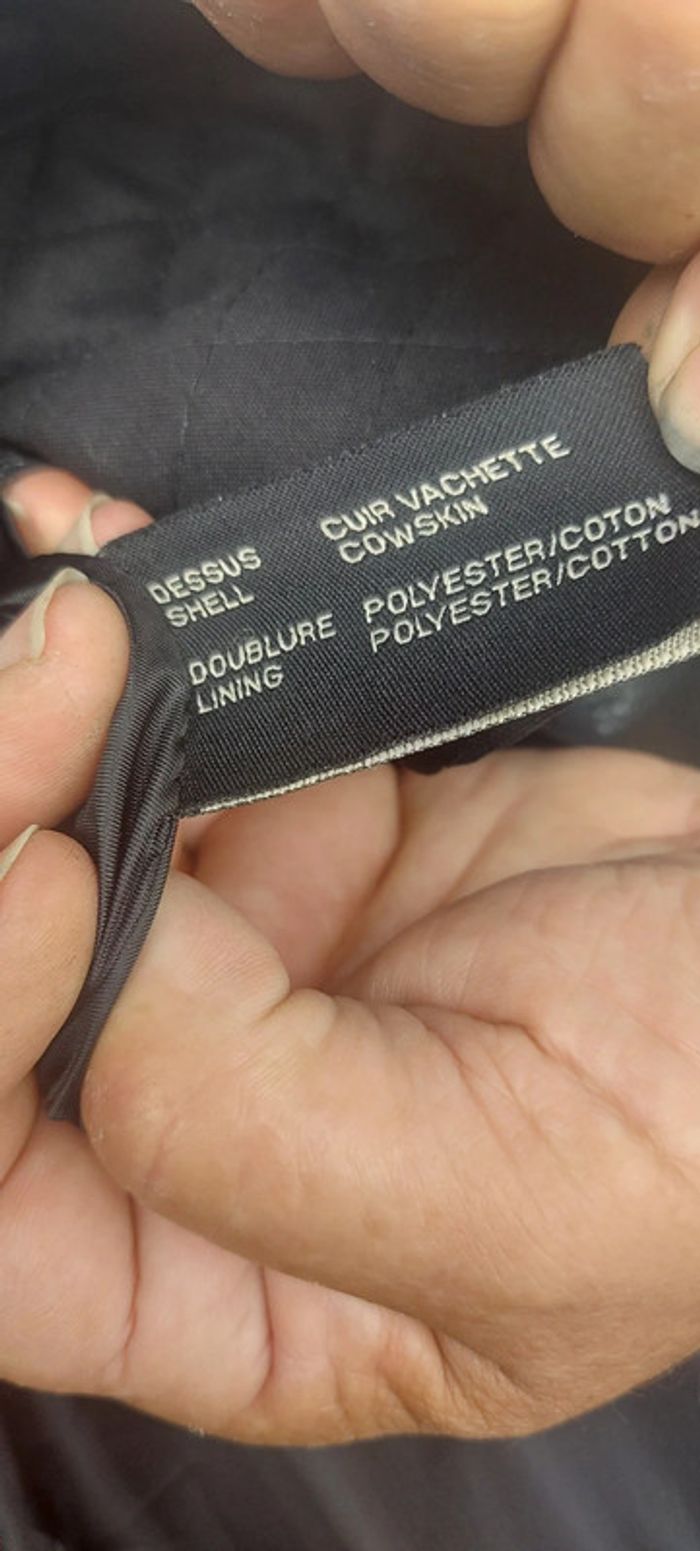 DESSUS CUIR VACHETTE
SHELL COWSKIN
DOUBLURE POLYESTER/COTON
LINING POLYESTER/COTTON